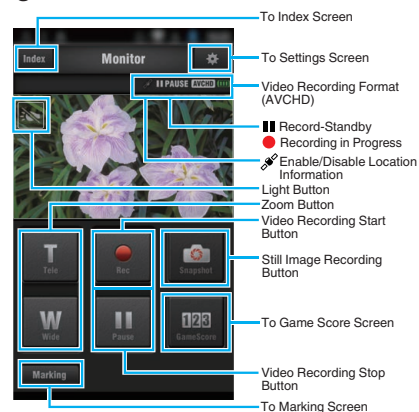 To Index Screen
Index
Monitor
To Settings Screen
PAUSE AVCHD
Video Recording Format
(AVCHD)
Record-Standby
Recording in Progress
Enable/Disable Location
Information
Light Button
Zoom Button
Video Recording Start
Button
T
Tele
Rec
Snapshot
Still Image Recording
Button
W
Wide
Pause
123
GameScore
To Game Score Screen
Marking
Video Recording Stop
Button
To Marking Screen